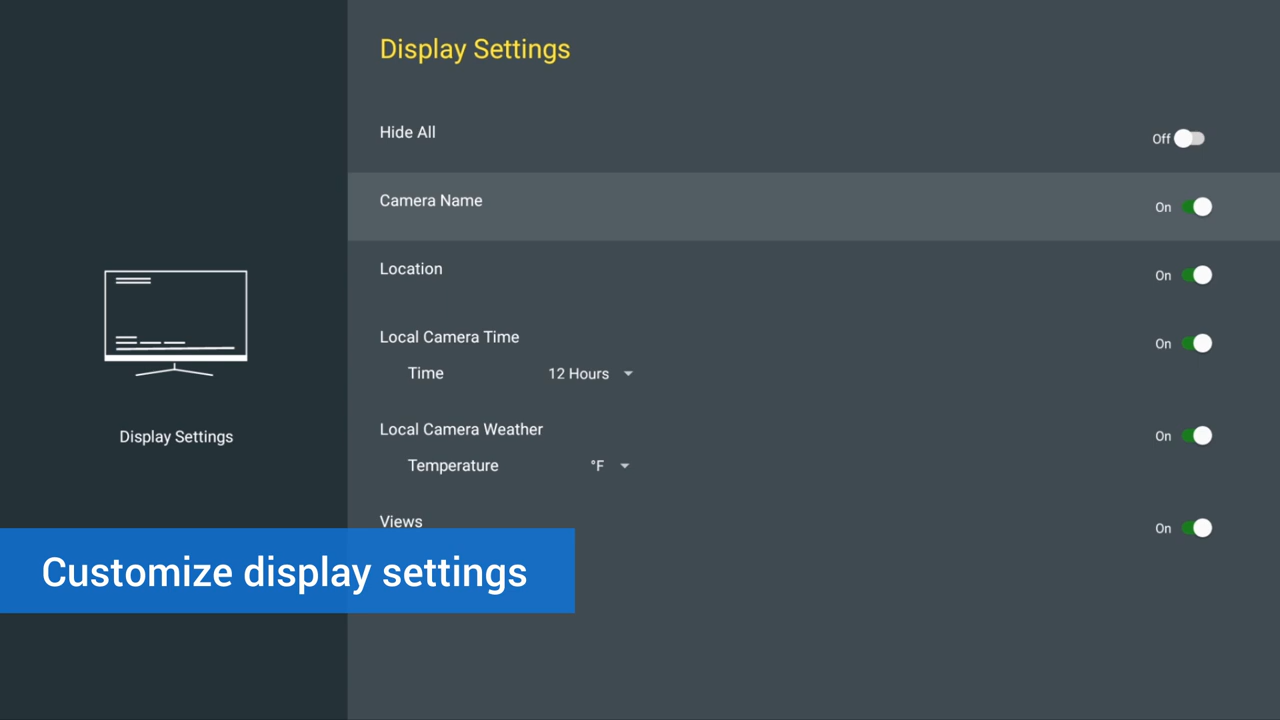 Display Settings
Hide All
Off
Camera Name
On
Location
On
Local Camera Time
On
Time 12 Hours
Local Camera Weather
On
Temperature °F
Views
On
Display Settings
Customize display settings